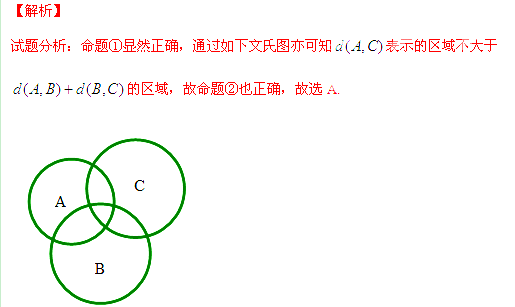 【解析】
试题分析:命题①显然正确，通过如下文氏图亦可知 d(A,C) 表示的区域不大于
d(A,B)+d(B,C) 的区域，故命题②也正确，故选 A.
C
A
B